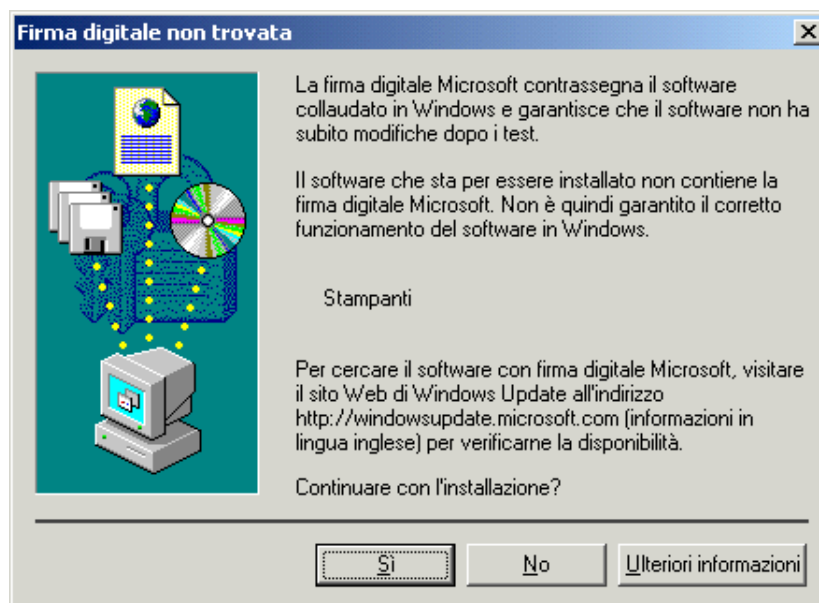 Firma digitale non trovata
La firma digitale Microsoft contrassegna il software
collaudato in Windows e garantisce che il software non ha
subito modifiche dopo i test.
Il software che sta per essere installato non contiene la
firma digitale Microsoft. Non è quindi garantito il corretto
funzionamento del software in Windows.
Stampanti
Per cercare il software con firma digitale Microsoft, visitare
il sito Web di Windows Update all'indirizzo
http://windowsupdate.microsoft.com (informazioni in
lingua inglese) per verificarne la disponibilità.
Continuare con l'installazione?
Sì
No
Ulteriori informazioni